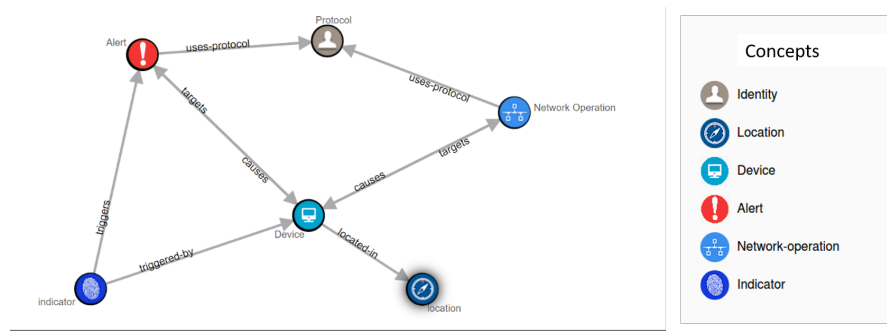 Protocol
Alert
uses-protocol
uses-protocol
Network Operation
targets
targets
causes
causes
triggers
Device
located-in
triggered-by
indicator
location
Concepts
Identity
Location
Device
Alert
Network-operation
Indicator